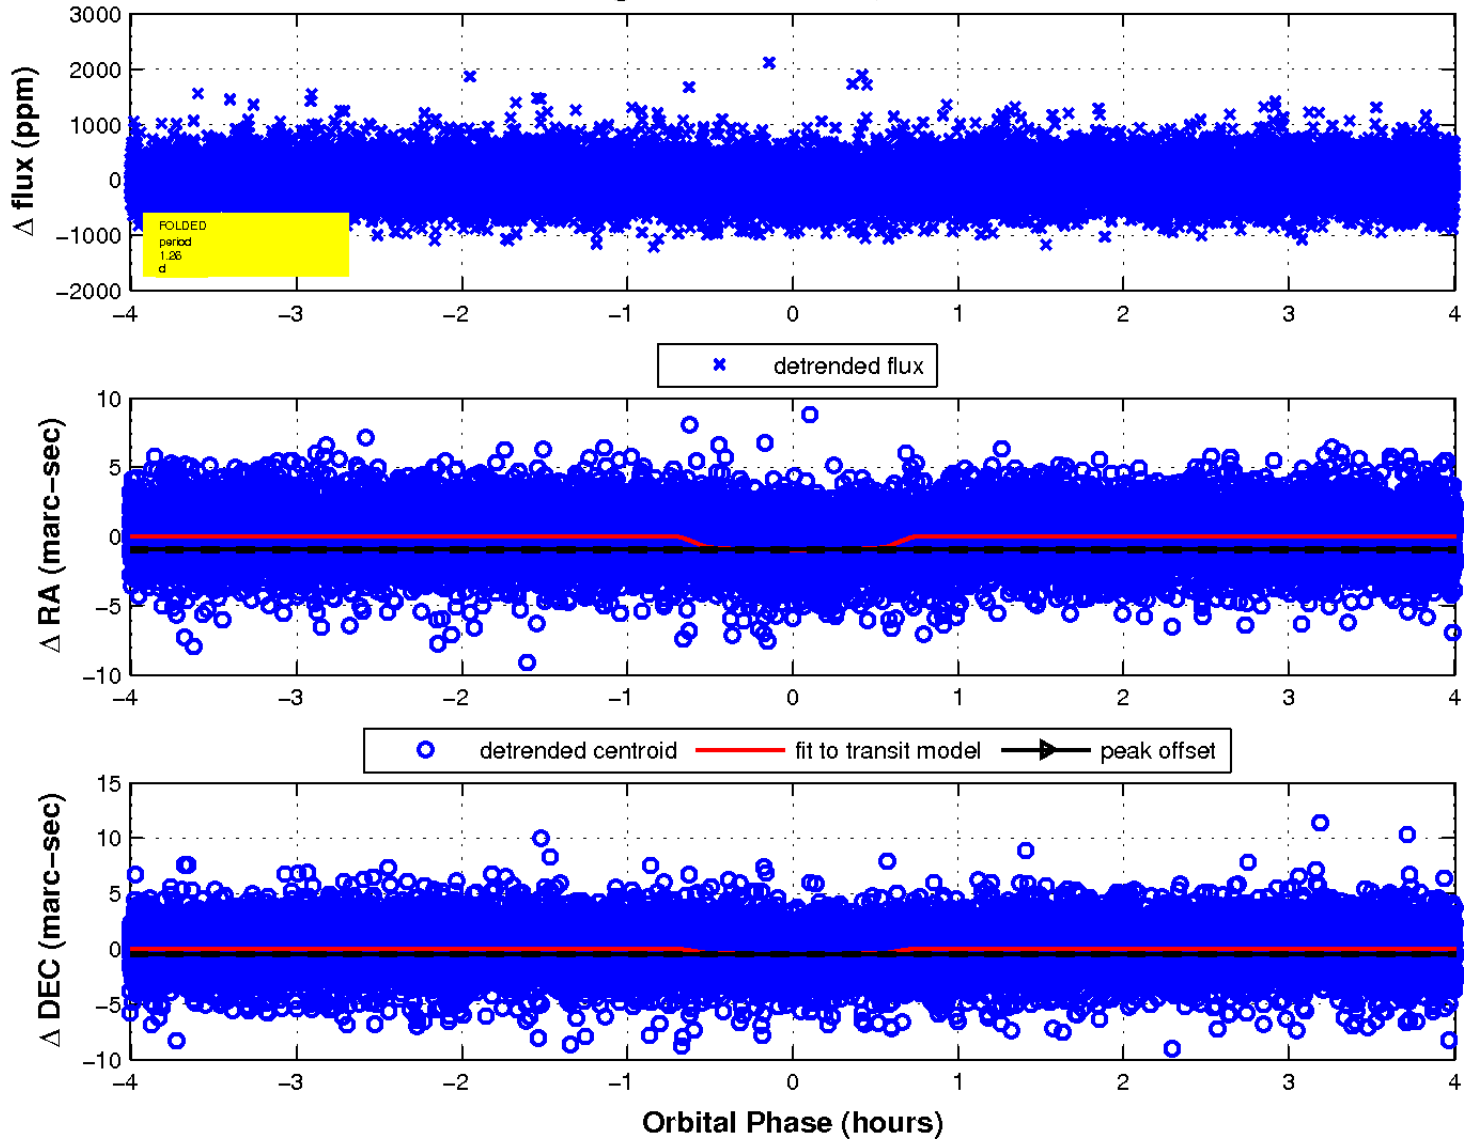 3000
2000
1000
0
−1000
−2000
Δ flux (ppm)
FOLDED
period
1.26
d
−4 −3 −2 −1 0 1 2 3 4
detrended flux
10
5
0
−5
−10
Δ RA (marc−sec)
−4 −3 −2 −1 0 1 2 3 4
detrended centroid fit to transit model peak offset
15
10
5
0
−5
−10
Δ DEC (marc−sec)
−4 −3 −2 −1 0 1 2 3 4
Orbital Phase (hours)